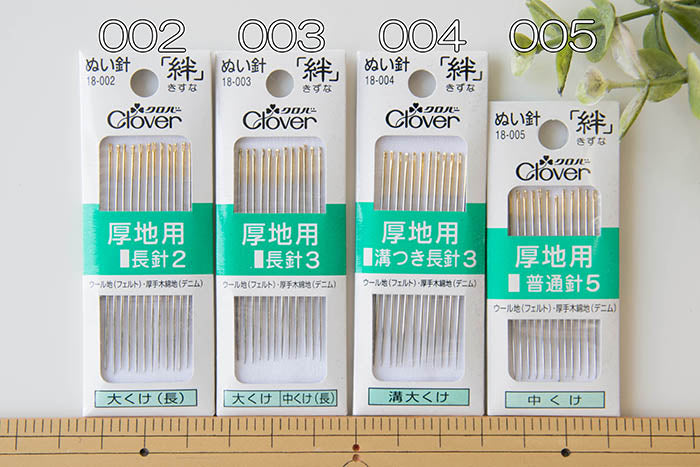 002
003
004
005
ぬい針
18-002
「絆」
きずな
クロバー
Clover
厚地用
長針2
ウール地(フェルト)・厚手木綿地(デニム)
大くけ(長)
ぬい針
18-003
「絆」
きずな
クロバー
Clover
厚地用
長針3
ウール地(フェルト)・厚手木綿地(デニム)
大くけ 中くけ(長)
ぬい針
18-004
「絆」
きずな
クロバー
Clover
厚地用
溝つき長針3
ウール地(フェルト)・厚手木綿地(デニム)
溝大くけ
ぬい針
18-005
「絆」
きずな
クロバー
Clover
厚地用
普通針5
ウール地(フェルト)・厚手木綿地(デニム)
中くけ